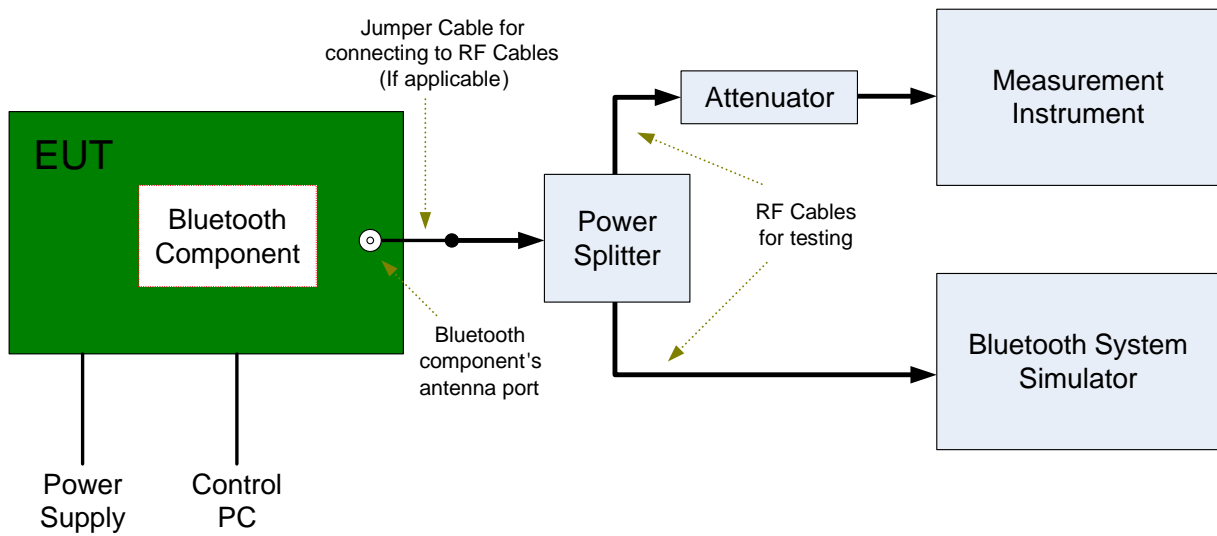 Jumper Cable for
connecting to RF Cables
(If applicable)
EUT
Bluetooth
Component
Attenuator
Measurement
Instrument
Power
Splitter
RF Cables
for testing
Bluetooth
component's
antenna port
Bluetooth System
Simulator
Power
Supply
Control
PC